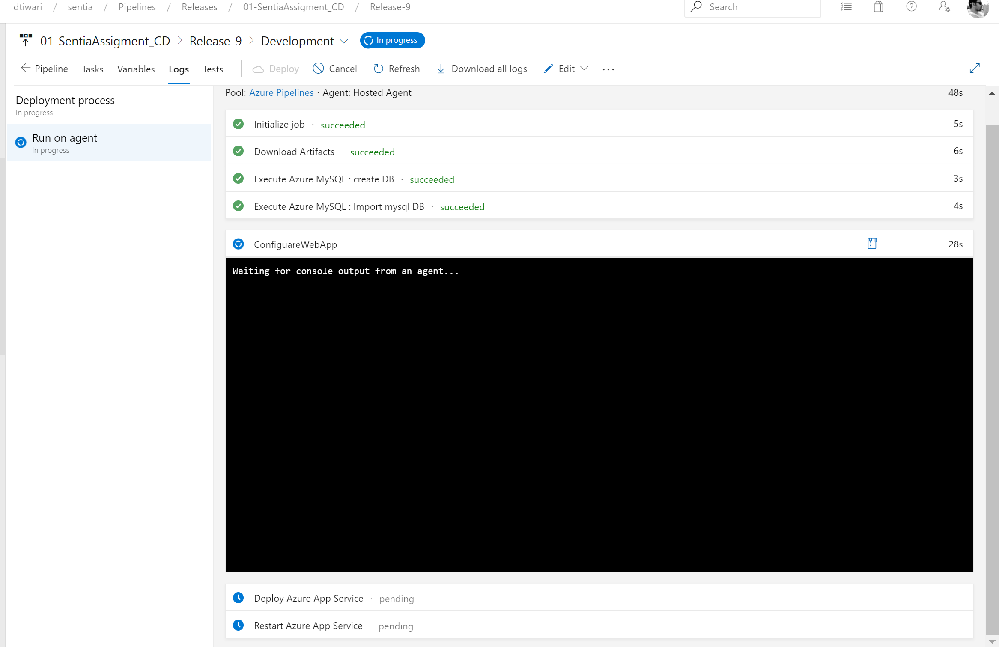 dtiwari / sentia / Pipelines / Releases / 01-SentiaAssigment_CD / Release-9
Search
01-SentiaAssigment_CD > Release-9 > Development
In progress
Pipeline Tasks Variables Logs Tests Deploy Cancel Refresh Download all logs Edit ...
Deployment process
In progress
Run on agent
In progress
Pool: Azure Pipelines · Agent: Hosted Agent 48s
Initialize job · succeeded 5s
Download Artifacts · succeeded 6s
Execute Azure MySQL : create DB · succeeded 3s
Execute Azure MySQL : Import mysql DB · succeeded 4s
ConfiguareWebApp 28s
Waiting for console output from an agent...
Deploy Azure App Service · pending
Restart Azure App Service · pending